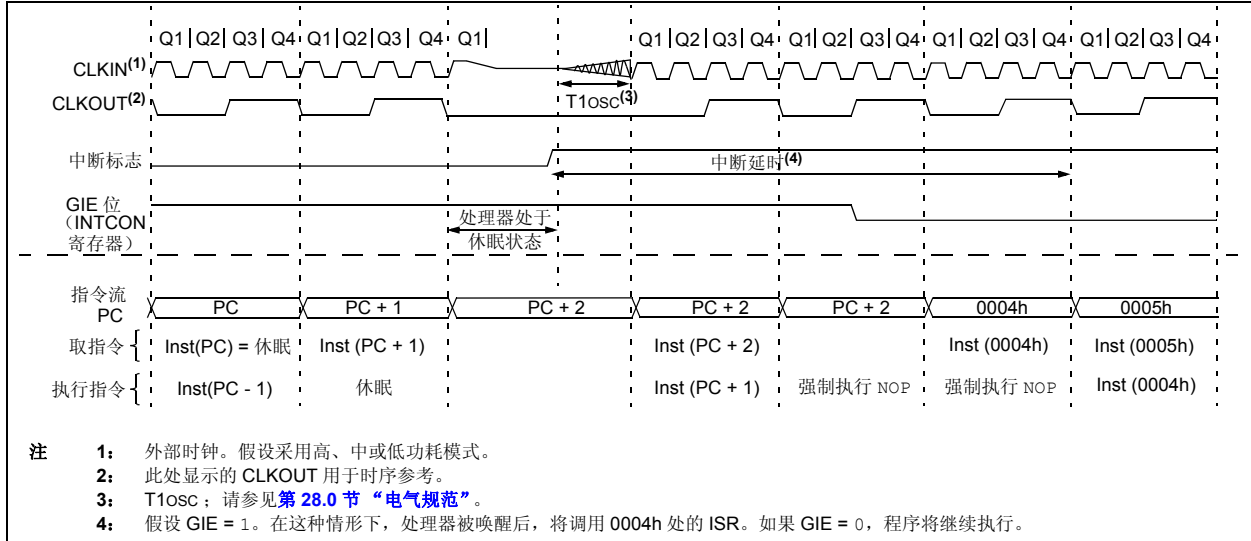 Q1 Q2 Q3 Q4 Q1 Q2 Q3 Q4 Q1 Q1 Q2 Q3 Q4 Q1 Q2 Q3 Q4 Q1 Q2 Q3 Q4 Q1 Q2 Q3 Q4
CLKIN(1)
CLKOUT(2)
T1OSC(3)
中断标志
中断延时(4)
GIE 位
（INTCON
寄存器）
处理器处于
休眠状态
指令流
PC
PC PC + 1 PC + 2 PC + 2 PC + 2 0004h 0005h
取指令 Inst(PC) = 休眠 Inst (PC + 1) Inst (PC + 2) Inst (0004h) Inst (0005h)
执行指令 Inst(PC - 1) 休眠 Inst (PC + 1) 强制执行 NOP 强制执行 NOP Inst (0004h)
注 1： 外部时钟。假设采用高、中或低功耗模式。
2： 此处显示的 CLKOUT 用于时序参考。
3： T1OSC；请参见第 28.0 节 “电气规范”。
4： 假设 GIE = 1。在这种情形下，处理器被唤醒后，将调用 0004h 处的 ISR。如果 GIE = 0，程序将继续执行。